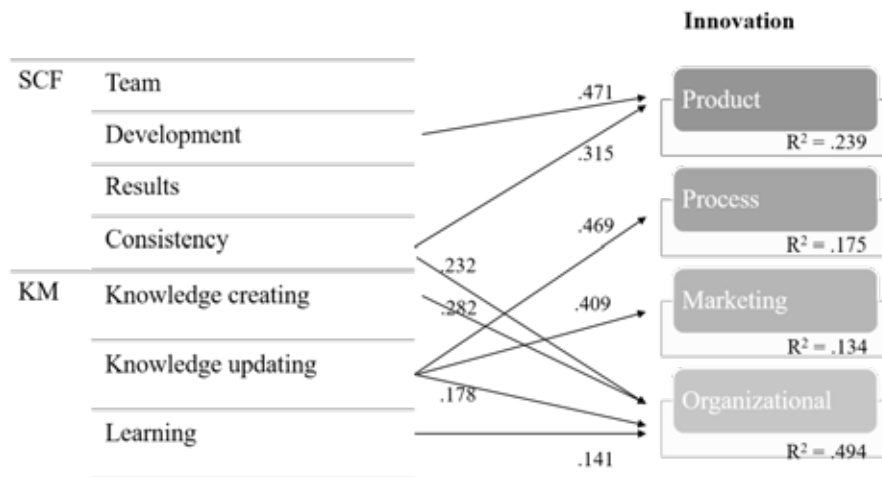 Innovation
SCF
Team
Development
Results
Consistency
KM
Knowledge creating
Knowledge updating
Learning
.471
.315
.469
.232
.282
.409
.178
.141
Product
R² = .239
Process
R² = .175
Marketing
R² = .134
Organizational
R² = .494